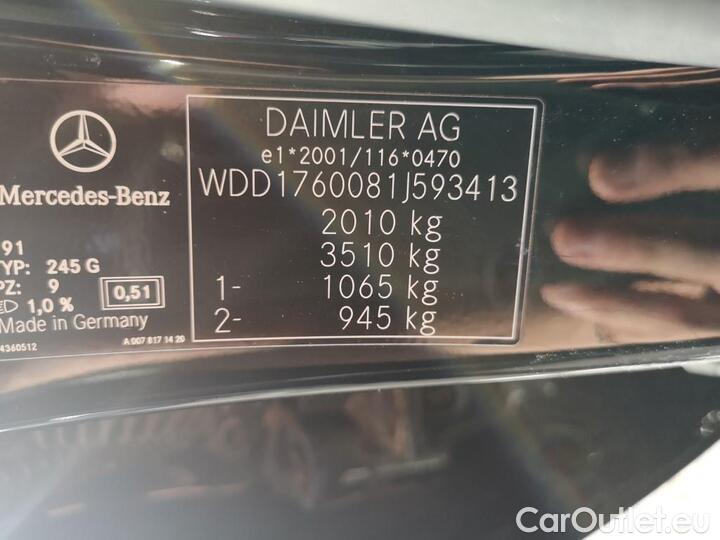 Mercedes-Benz
91
TYP: 245 G
PZ: 9
1,0 %
0,51
Made in Germany
4360512
A 007 817 14 20
DAIMLER AG
e1*2001/116*0470
WDD1760081J593413
2010 kg
3510 kg
1- 1065 kg
2- 945 kg
CarOutlet.eu